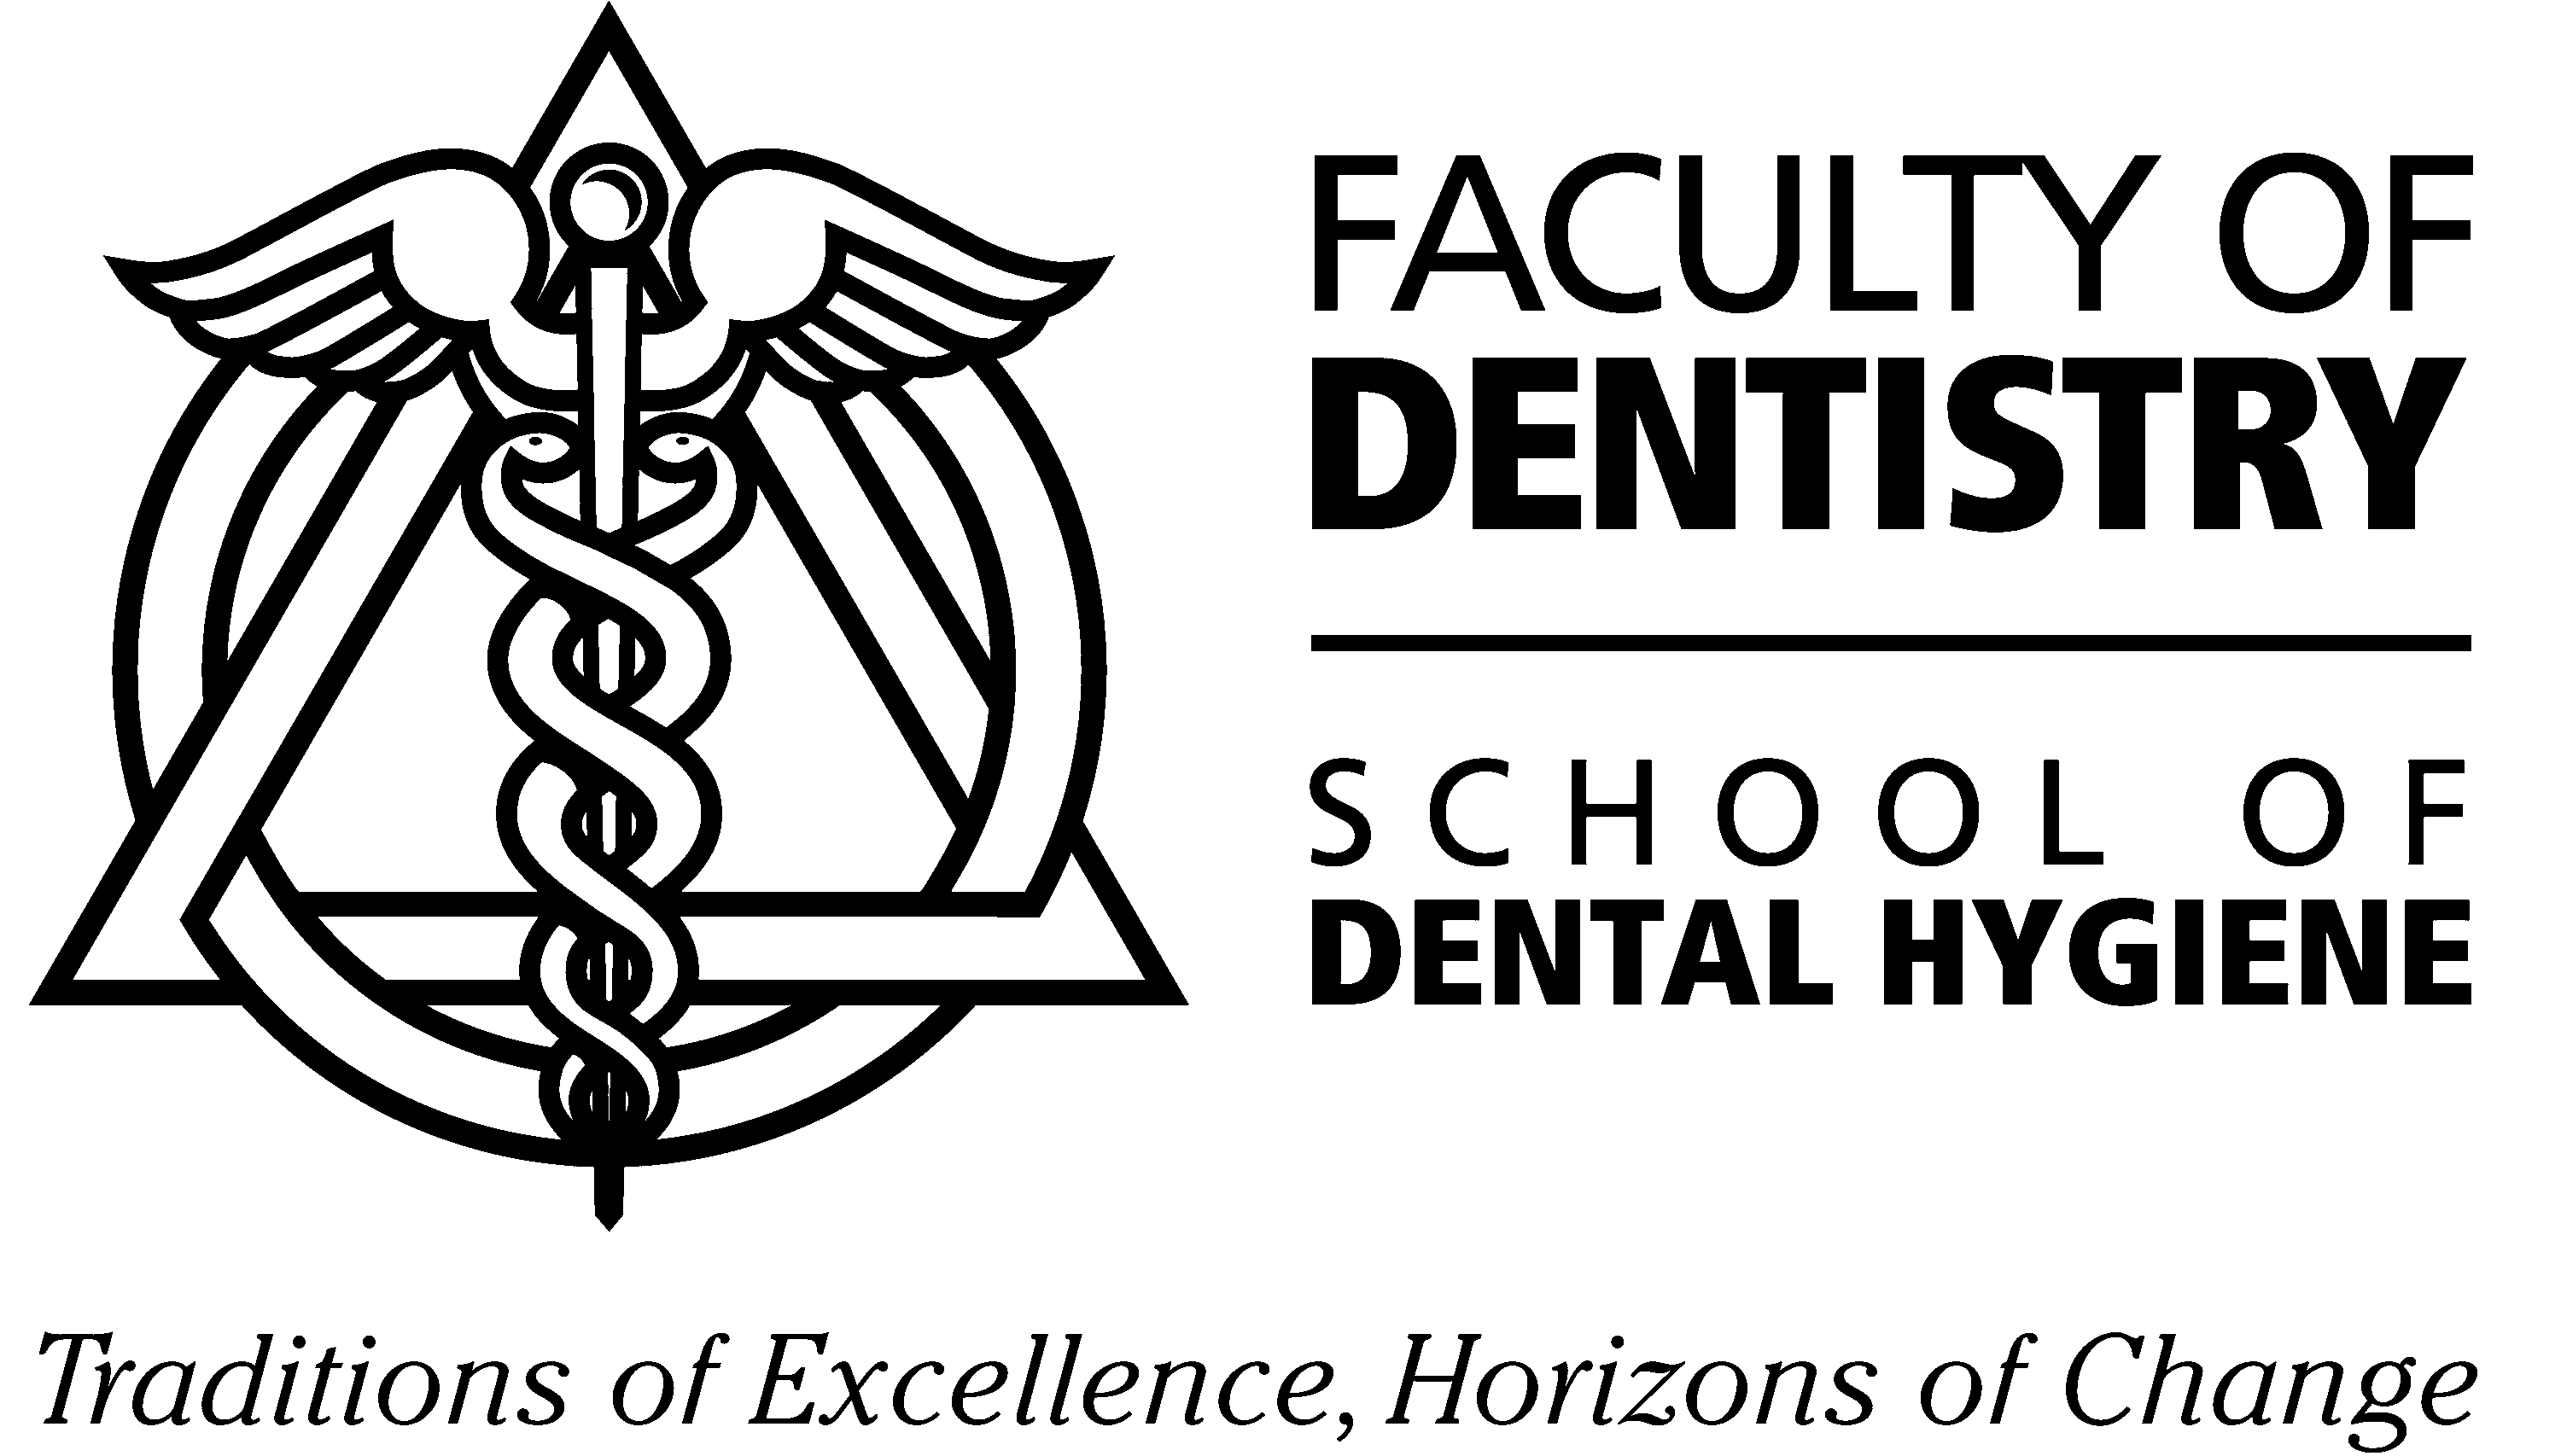 FACULTY OF
DENTISTRY
SCHOOL OF
DENTAL HYGIENE
Traditions of Excellence, Horizons of Change